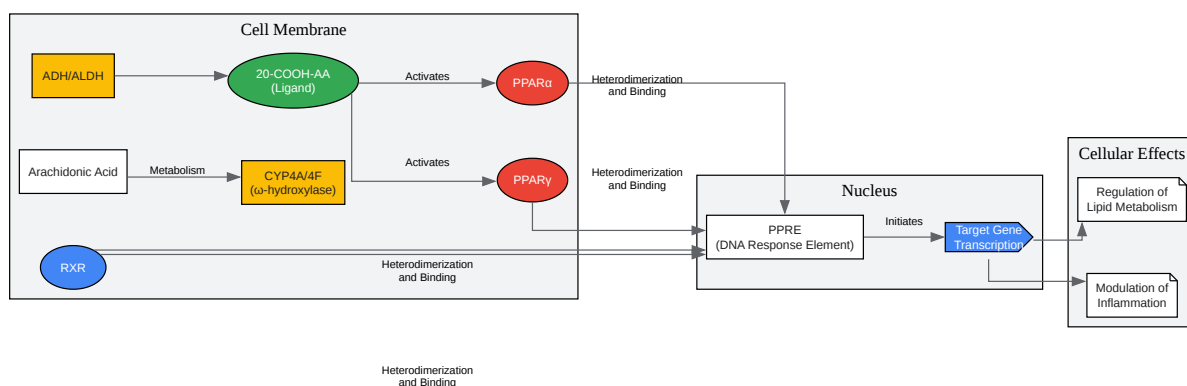 Cell Membrane
ADH/ALDH
20-COOH-AA
(Ligand)
Activates
PPARα
Heterodimerization
and Binding
Arachidonic Acid
Metabolism
CYP4A/4F
(ω-hydroxylase)
Activates
PPARγ
Heterodimerization
and Binding
RXR
Heterodimerization
and Binding
Heterodimerization
and Binding
Nucleus
PPRE
(DNA Response Element)
Initiates
Target Gene
Transcription
Cellular Effects
Regulation of
Lipid Metabolism
Modulation of
Inflammation